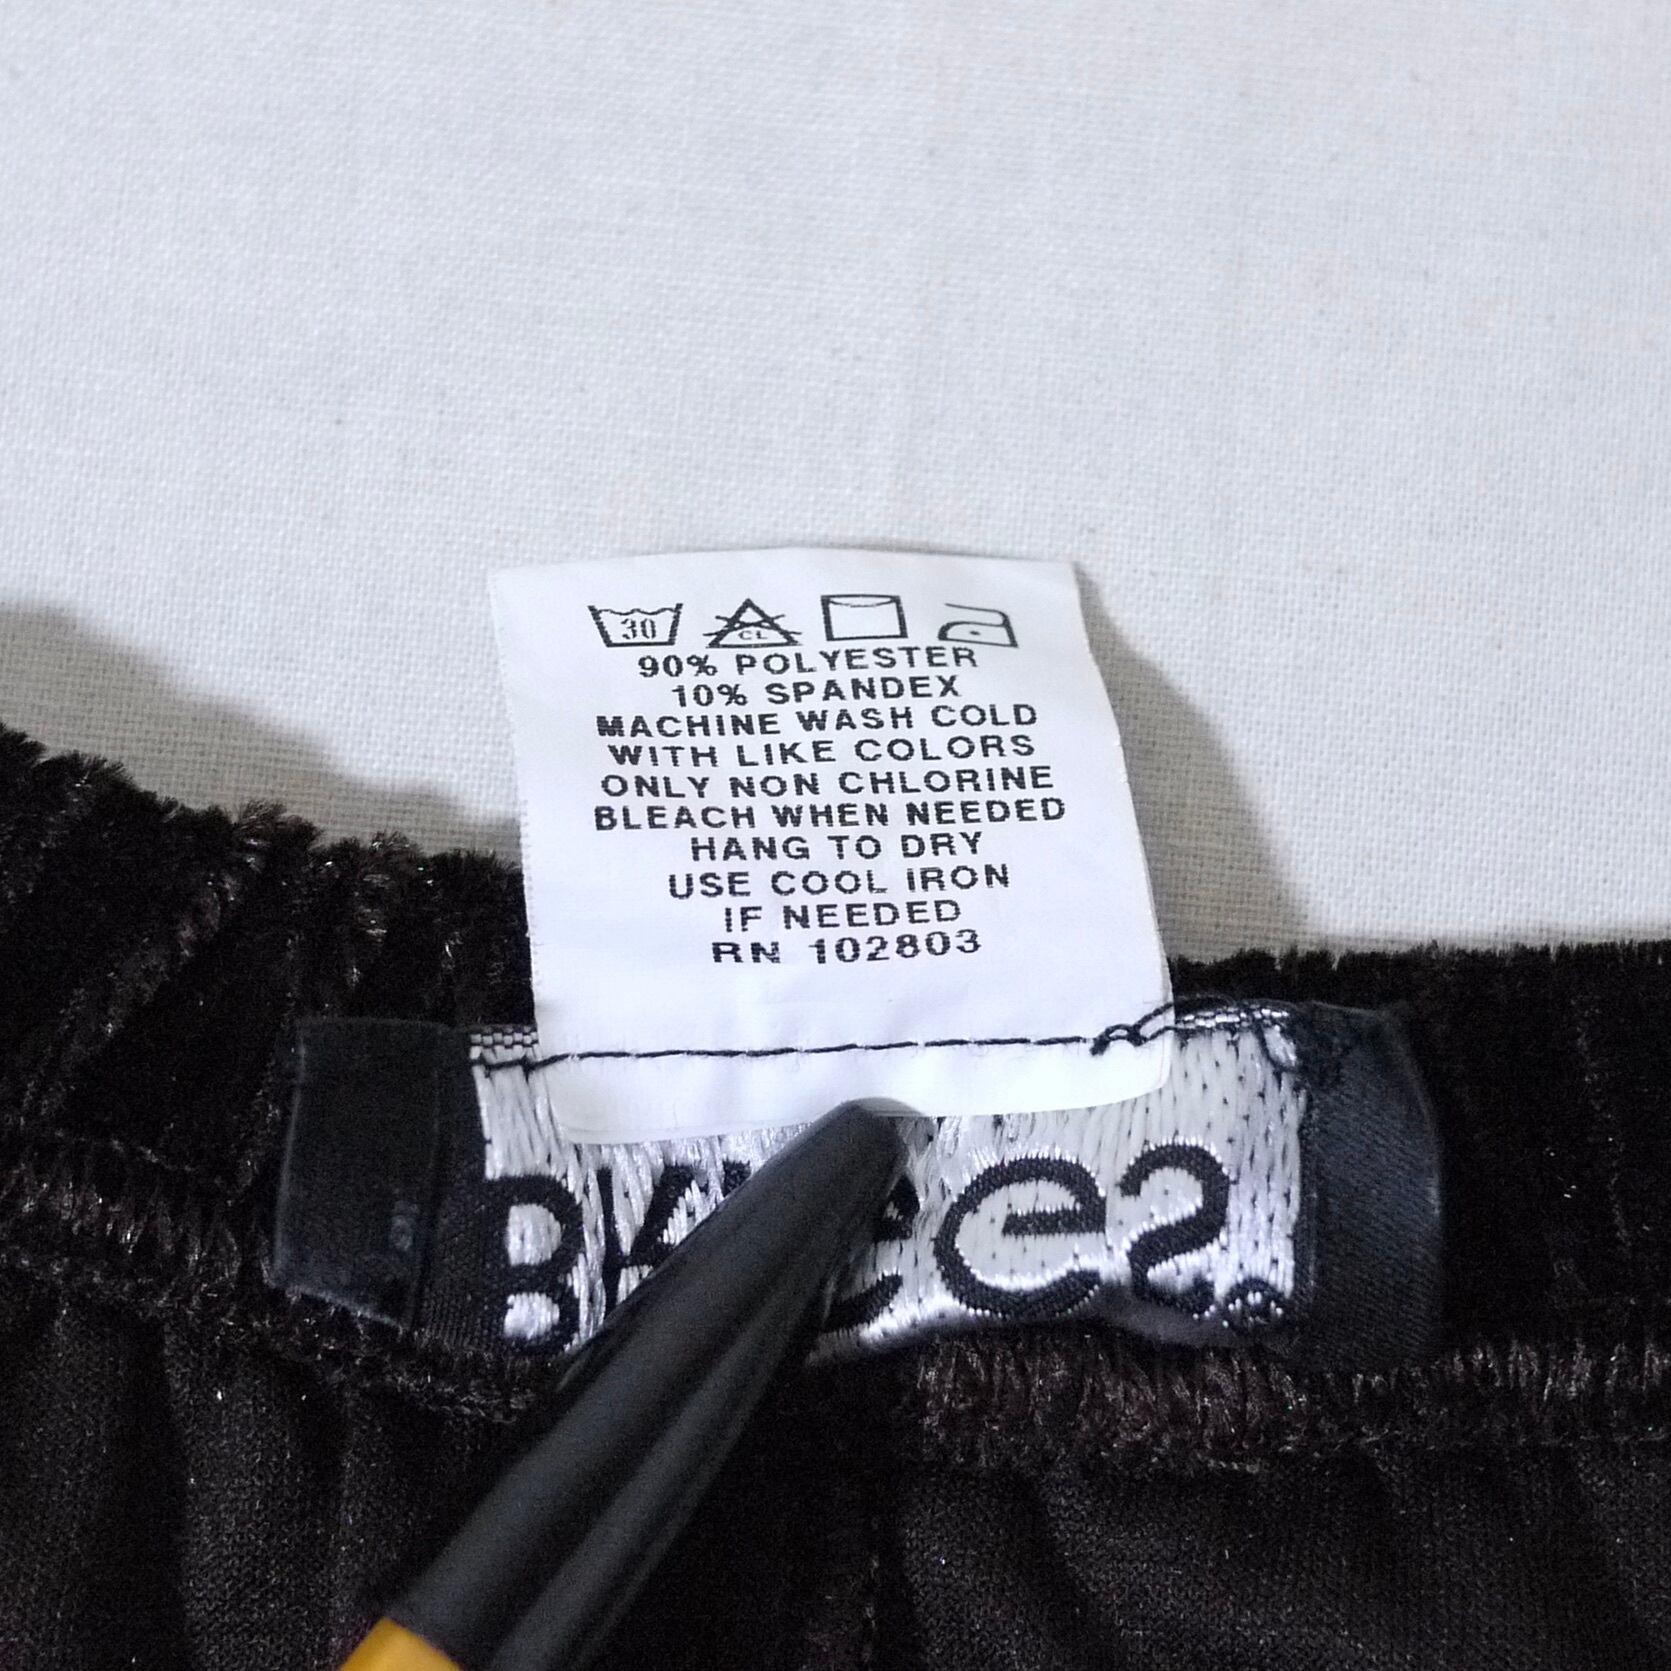 30 CL
90% POLYESTER
10% SPANDEX
MACHINE WASH COLD
WITH LIKE COLORS
ONLY NON CHLORINE
BLEACH WHEN NEEDED
HANG TO DRY
USE COOL IRON
IF NEEDED
RN 102803